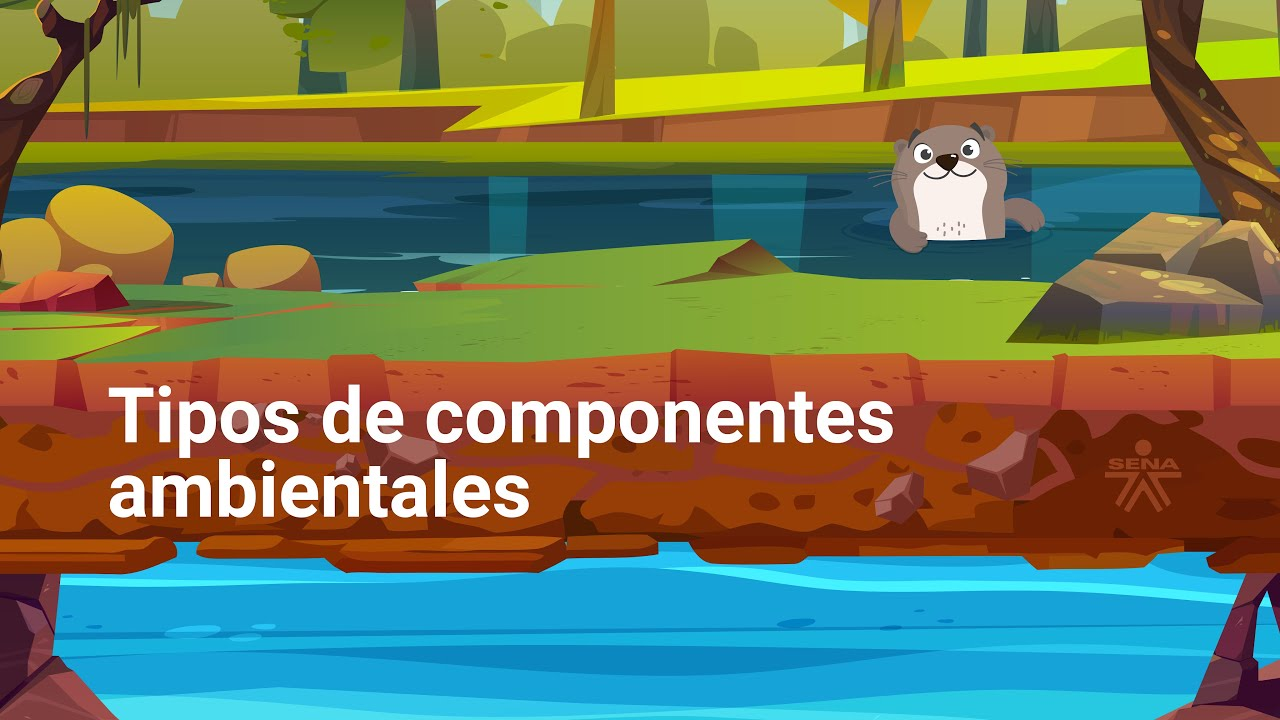 Tipos de componentes
ambientales
SENA